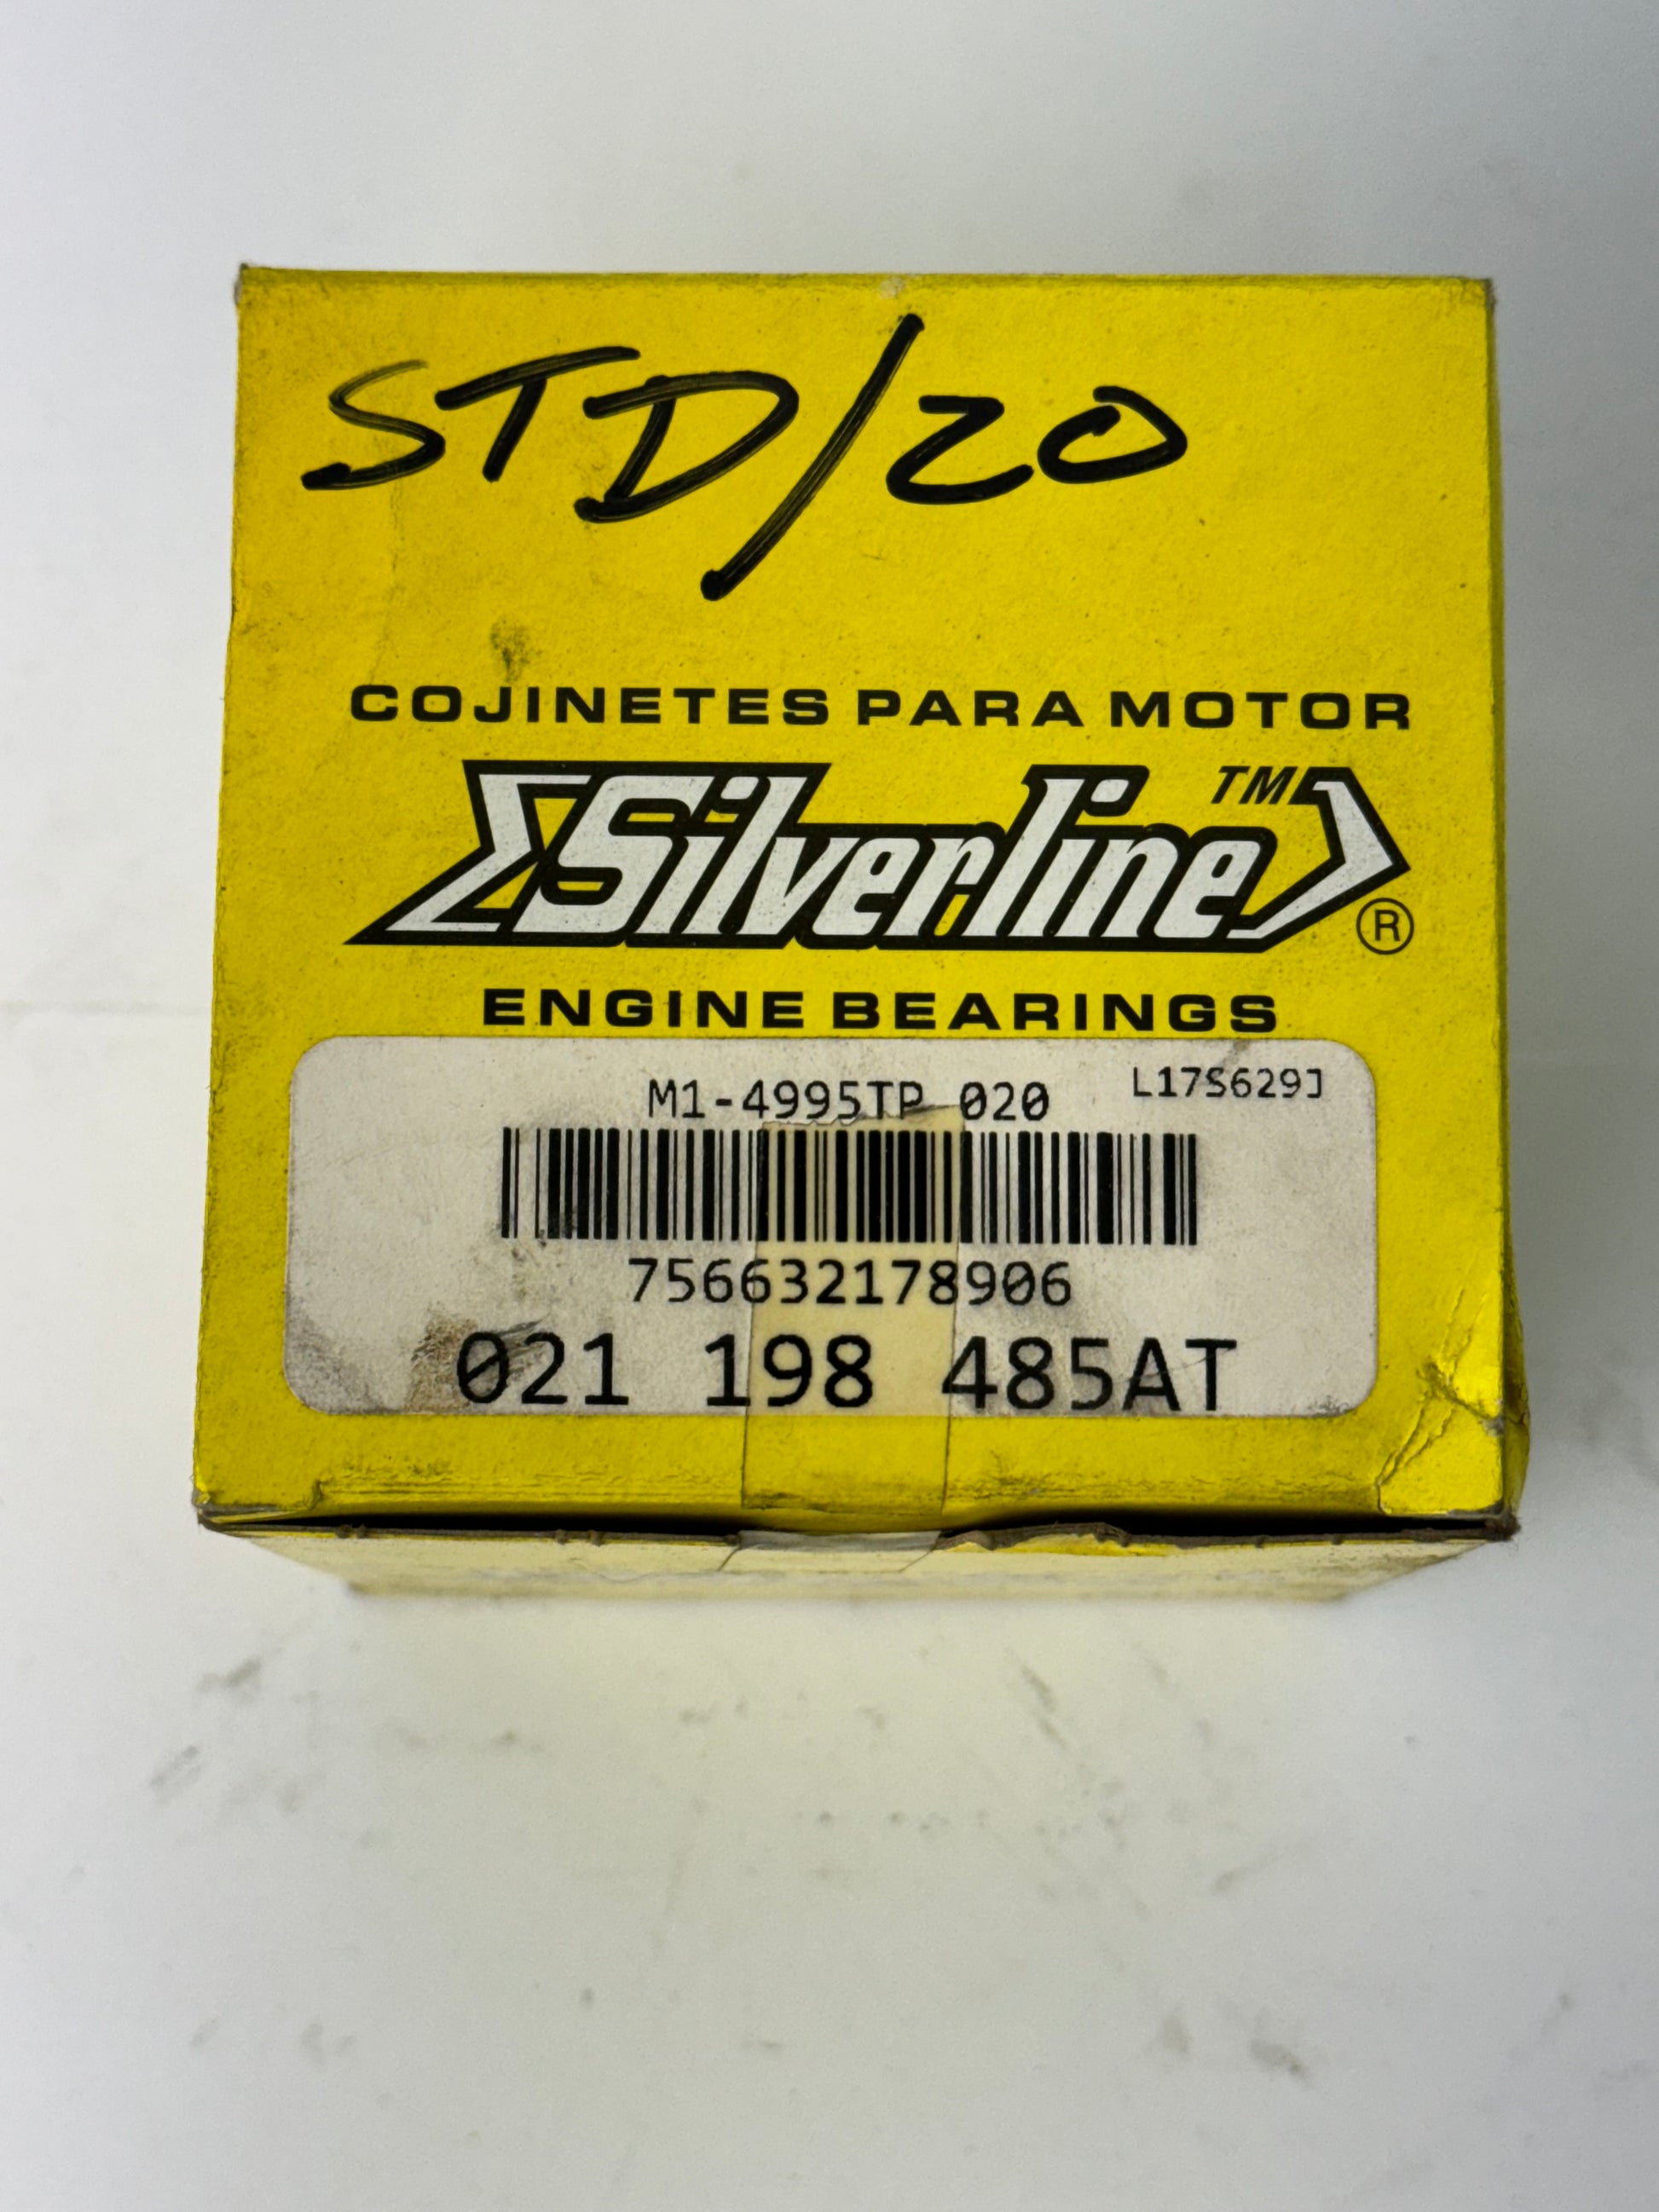 STD/20
COJINETES PARA MOTOR
Silverline TM ®
ENGINE BEARINGS
M1-4995TP 020 L17S629J
756632178906
021 198 485AT